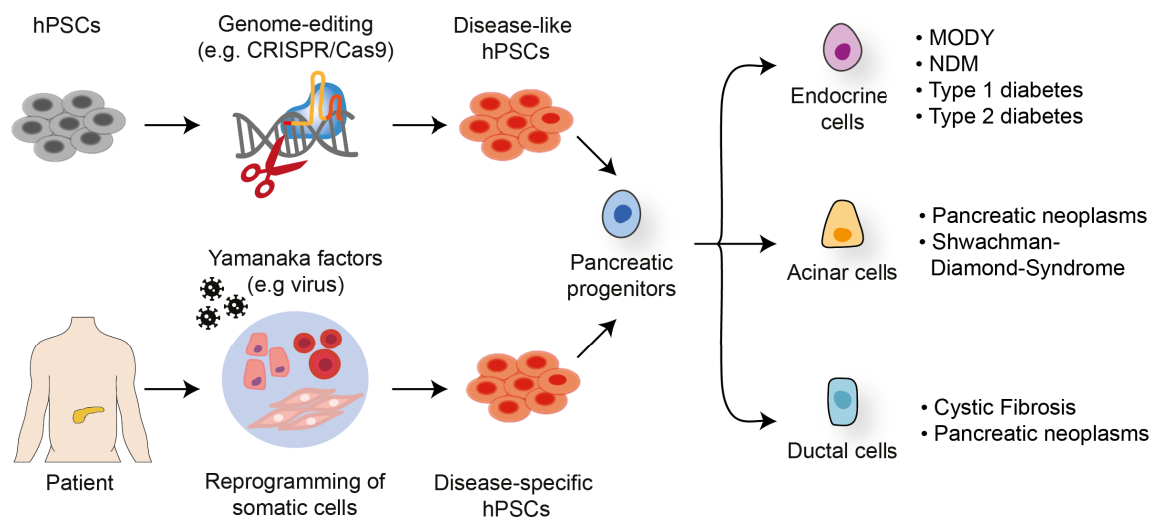 hPSCs
Genome-editing
(e.g. CRISPR/Cas9)
Disease-like
hPSCs
Yamanaka factors
(e.g virus)
Patient
Reprogramming of
somatic cells
Disease-specific
hPSCs
Pancreatic
progenitors
Endocrine
cells
• MODY
• NDM
• Type 1 diabetes
• Type 2 diabetes
Acinar cells
• Pancreatic neoplasms
• Shwachman-
Diamond-Syndrome
Ductal cells
• Cystic Fibrosis
• Pancreatic neoplasms